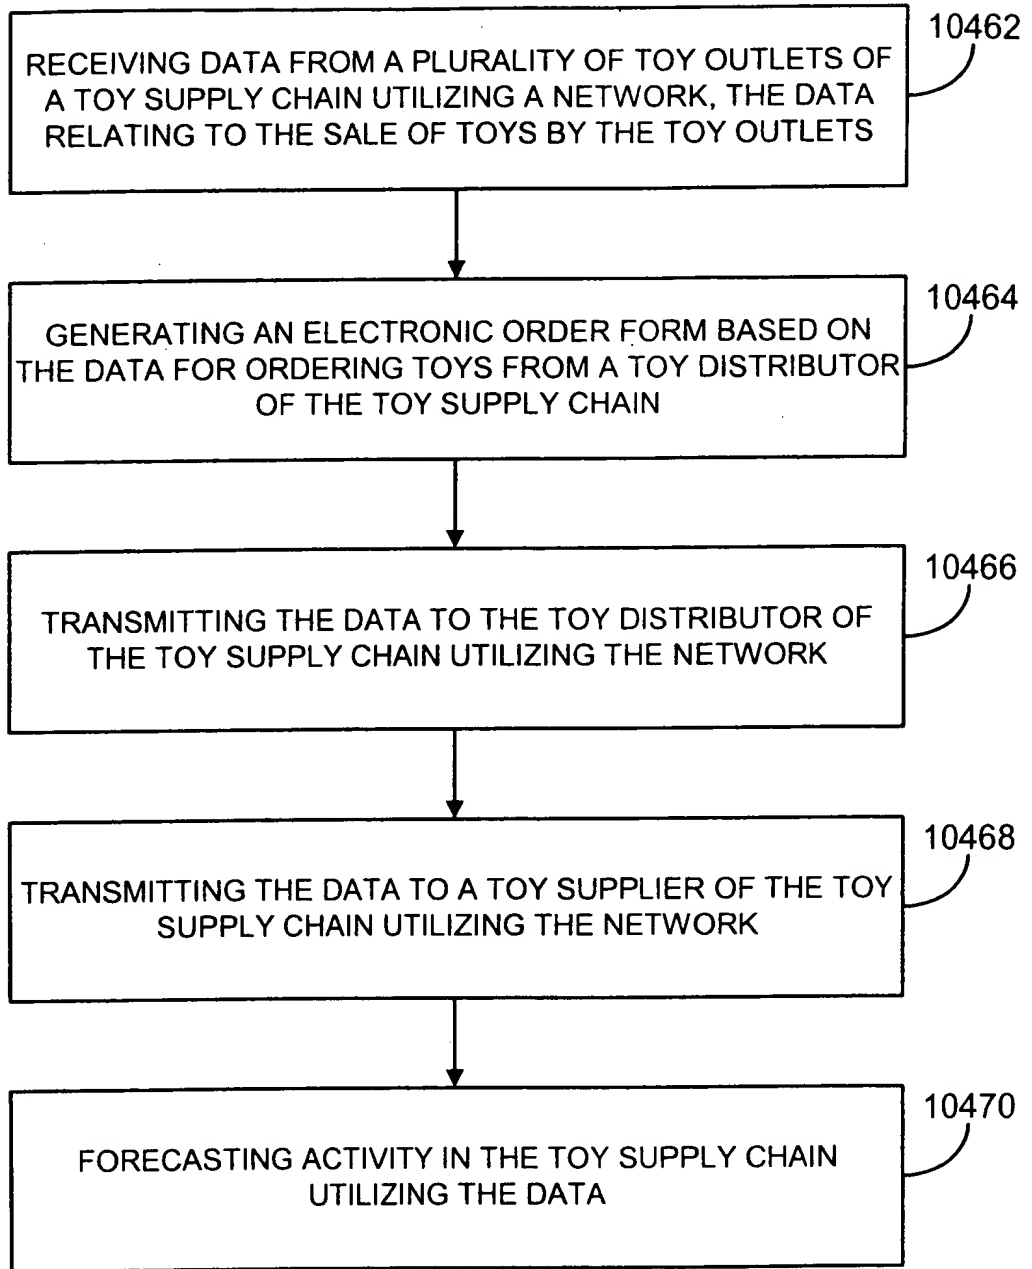 10462
RECEIVING DATA FROM A PLURALITY OF TOY OUTLETS OF
A TOY SUPPLY CHAIN UTILIZING A NETWORK, THE DATA
RELATING TO THE SALE OF TOYS BY THE TOY OUTLETS
10464
GENERATING AN ELECTRONIC ORDER FORM BASED ON
THE DATA FOR ORDERING TOYS FROM A TOY DISTRIBUTOR
OF THE TOY SUPPLY CHAIN
10466
TRANSMITTING THE DATA TO THE TOY DISTRIBUTOR OF
THE TOY SUPPLY CHAIN UTILIZING THE NETWORK
10468
TRANSMITTING THE DATA TO A TOY SUPPLIER OF THE TOY
SUPPLY CHAIN UTILIZING THE NETWORK
10470
FORECASTING ACTIVITY IN THE TOY SUPPLY CHAIN
UTILIZING THE DATA